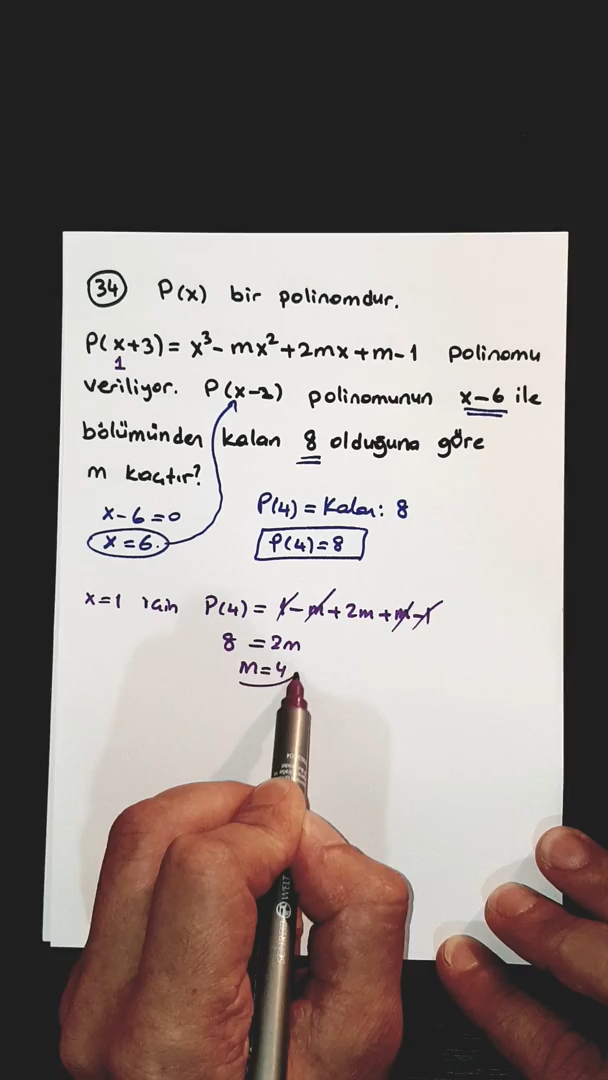 34 P(x) bir polinomdur.
P(x+3) = x³ - mx² + 2mx + m - 1 polinomu
1
veriliyor. P(x-2) polinomunun x-6 ile
bölümünden kalan 8 olduğuna göre
m kaçtır?
x-6=0 P(4) = Kalan: 8
x=6. P(4)=8
x=1 için P(4) = 1-m+2m+m-1
8 = 2m
m=4